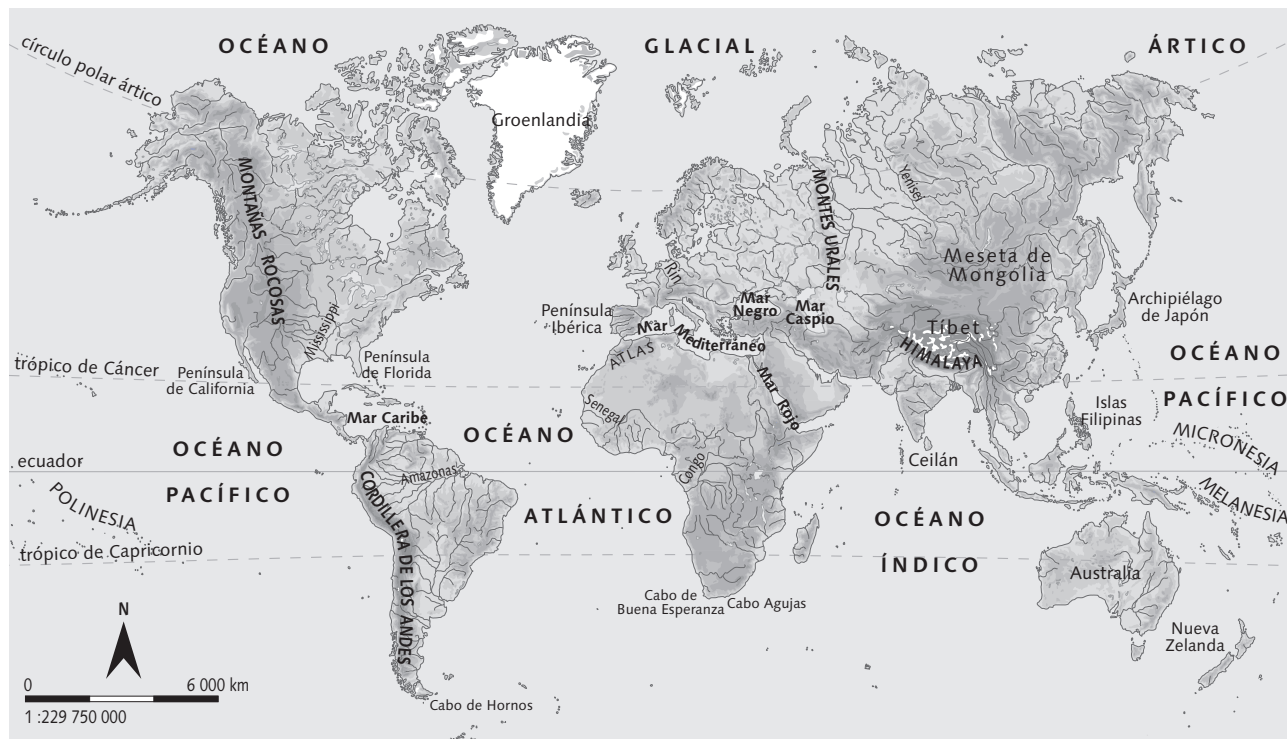 OCÉANO GLACIAL ÁRTICO
círculo polar ártico
Groenlandia
MONTAÑAS ROCOSAS
MONTES URALES
Yenisei
Meseta de
Mongolia
Rin
Mississippi
Península
Ibérica
Mar
Negro
Mar
Caspio
Archipiélago
de Japón
Mar Mediterráneo
Tíbet
HIMALAYA
ATLAS
OCÉANO
PACÍFICO
trópico de Cáncer
Península
de California
Península
de Florida
Mar Rojo
Mar Caribe
Senegal
Islas
Filipinas
MICRONESIA
OCÉANO
PACÍFICO
OCÉANO
ATLÁNTICO
ecuador
Amazonas
Congo
Ceilán
POLINESIA
MELANESIA
CORDILLERA DE LOS ANDES
OCÉANO
ÍNDICO
trópico de Capricornio
Australia
Cabo de
Buena Esperanza
Cabo Agujas
Nueva
Zelanda
N
0 6 000 km
1 :229 750 000
Cabo de Hornos